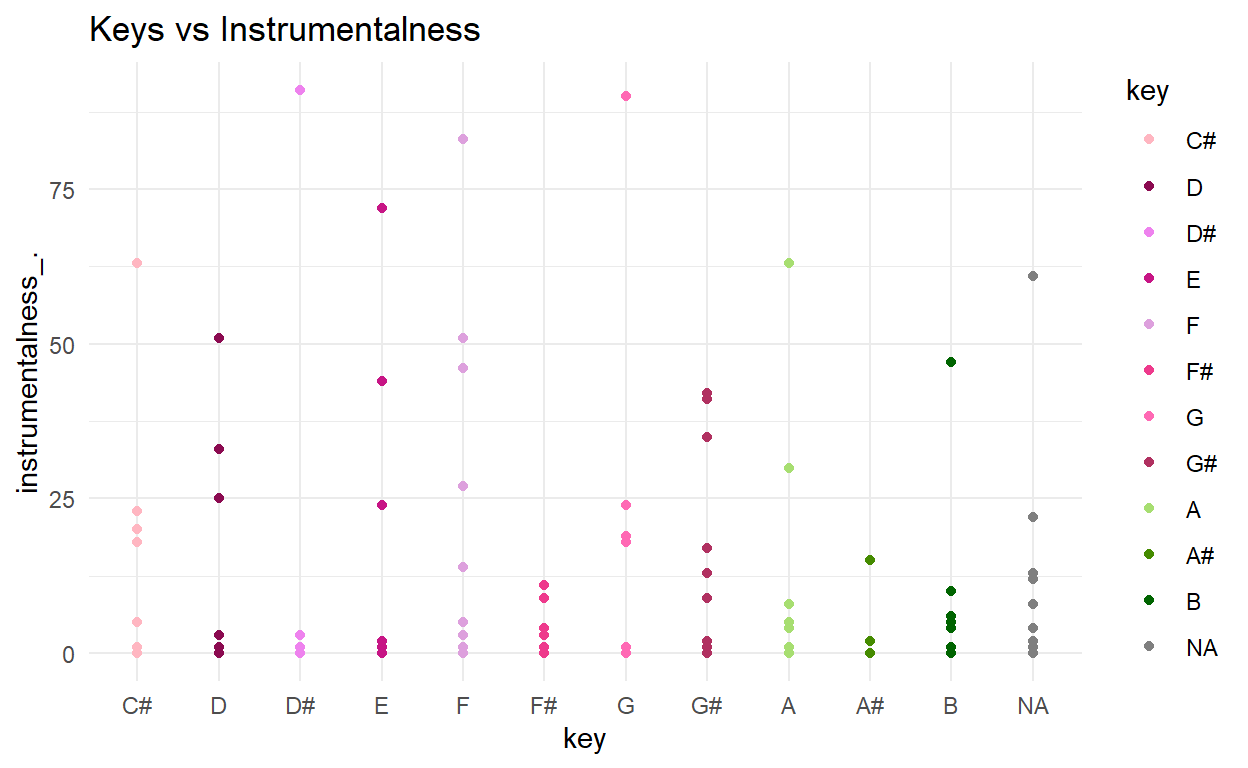 Keys vs Instrumentalness
instrumentalness_.
75
50
25
0
C# D D# E F F# G G# A A# B NA
key
key
C#
D
D#
E
F
F#
G
G#
A
A#
B
NA